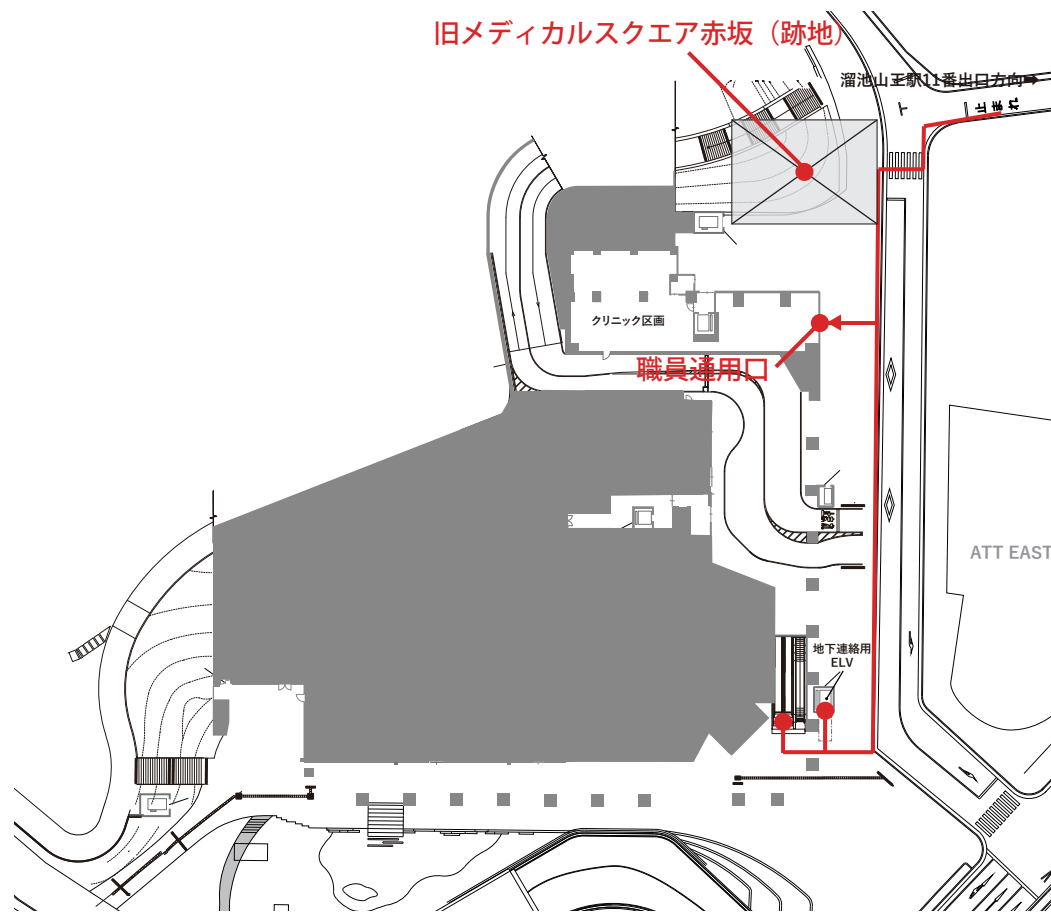 旧メディカルスクエア赤坂（跡地）
溜池山王駅11番出口方向➡
止まれ
クリニック区画
職員通用口
ATT EAST
地下連絡用
ELV